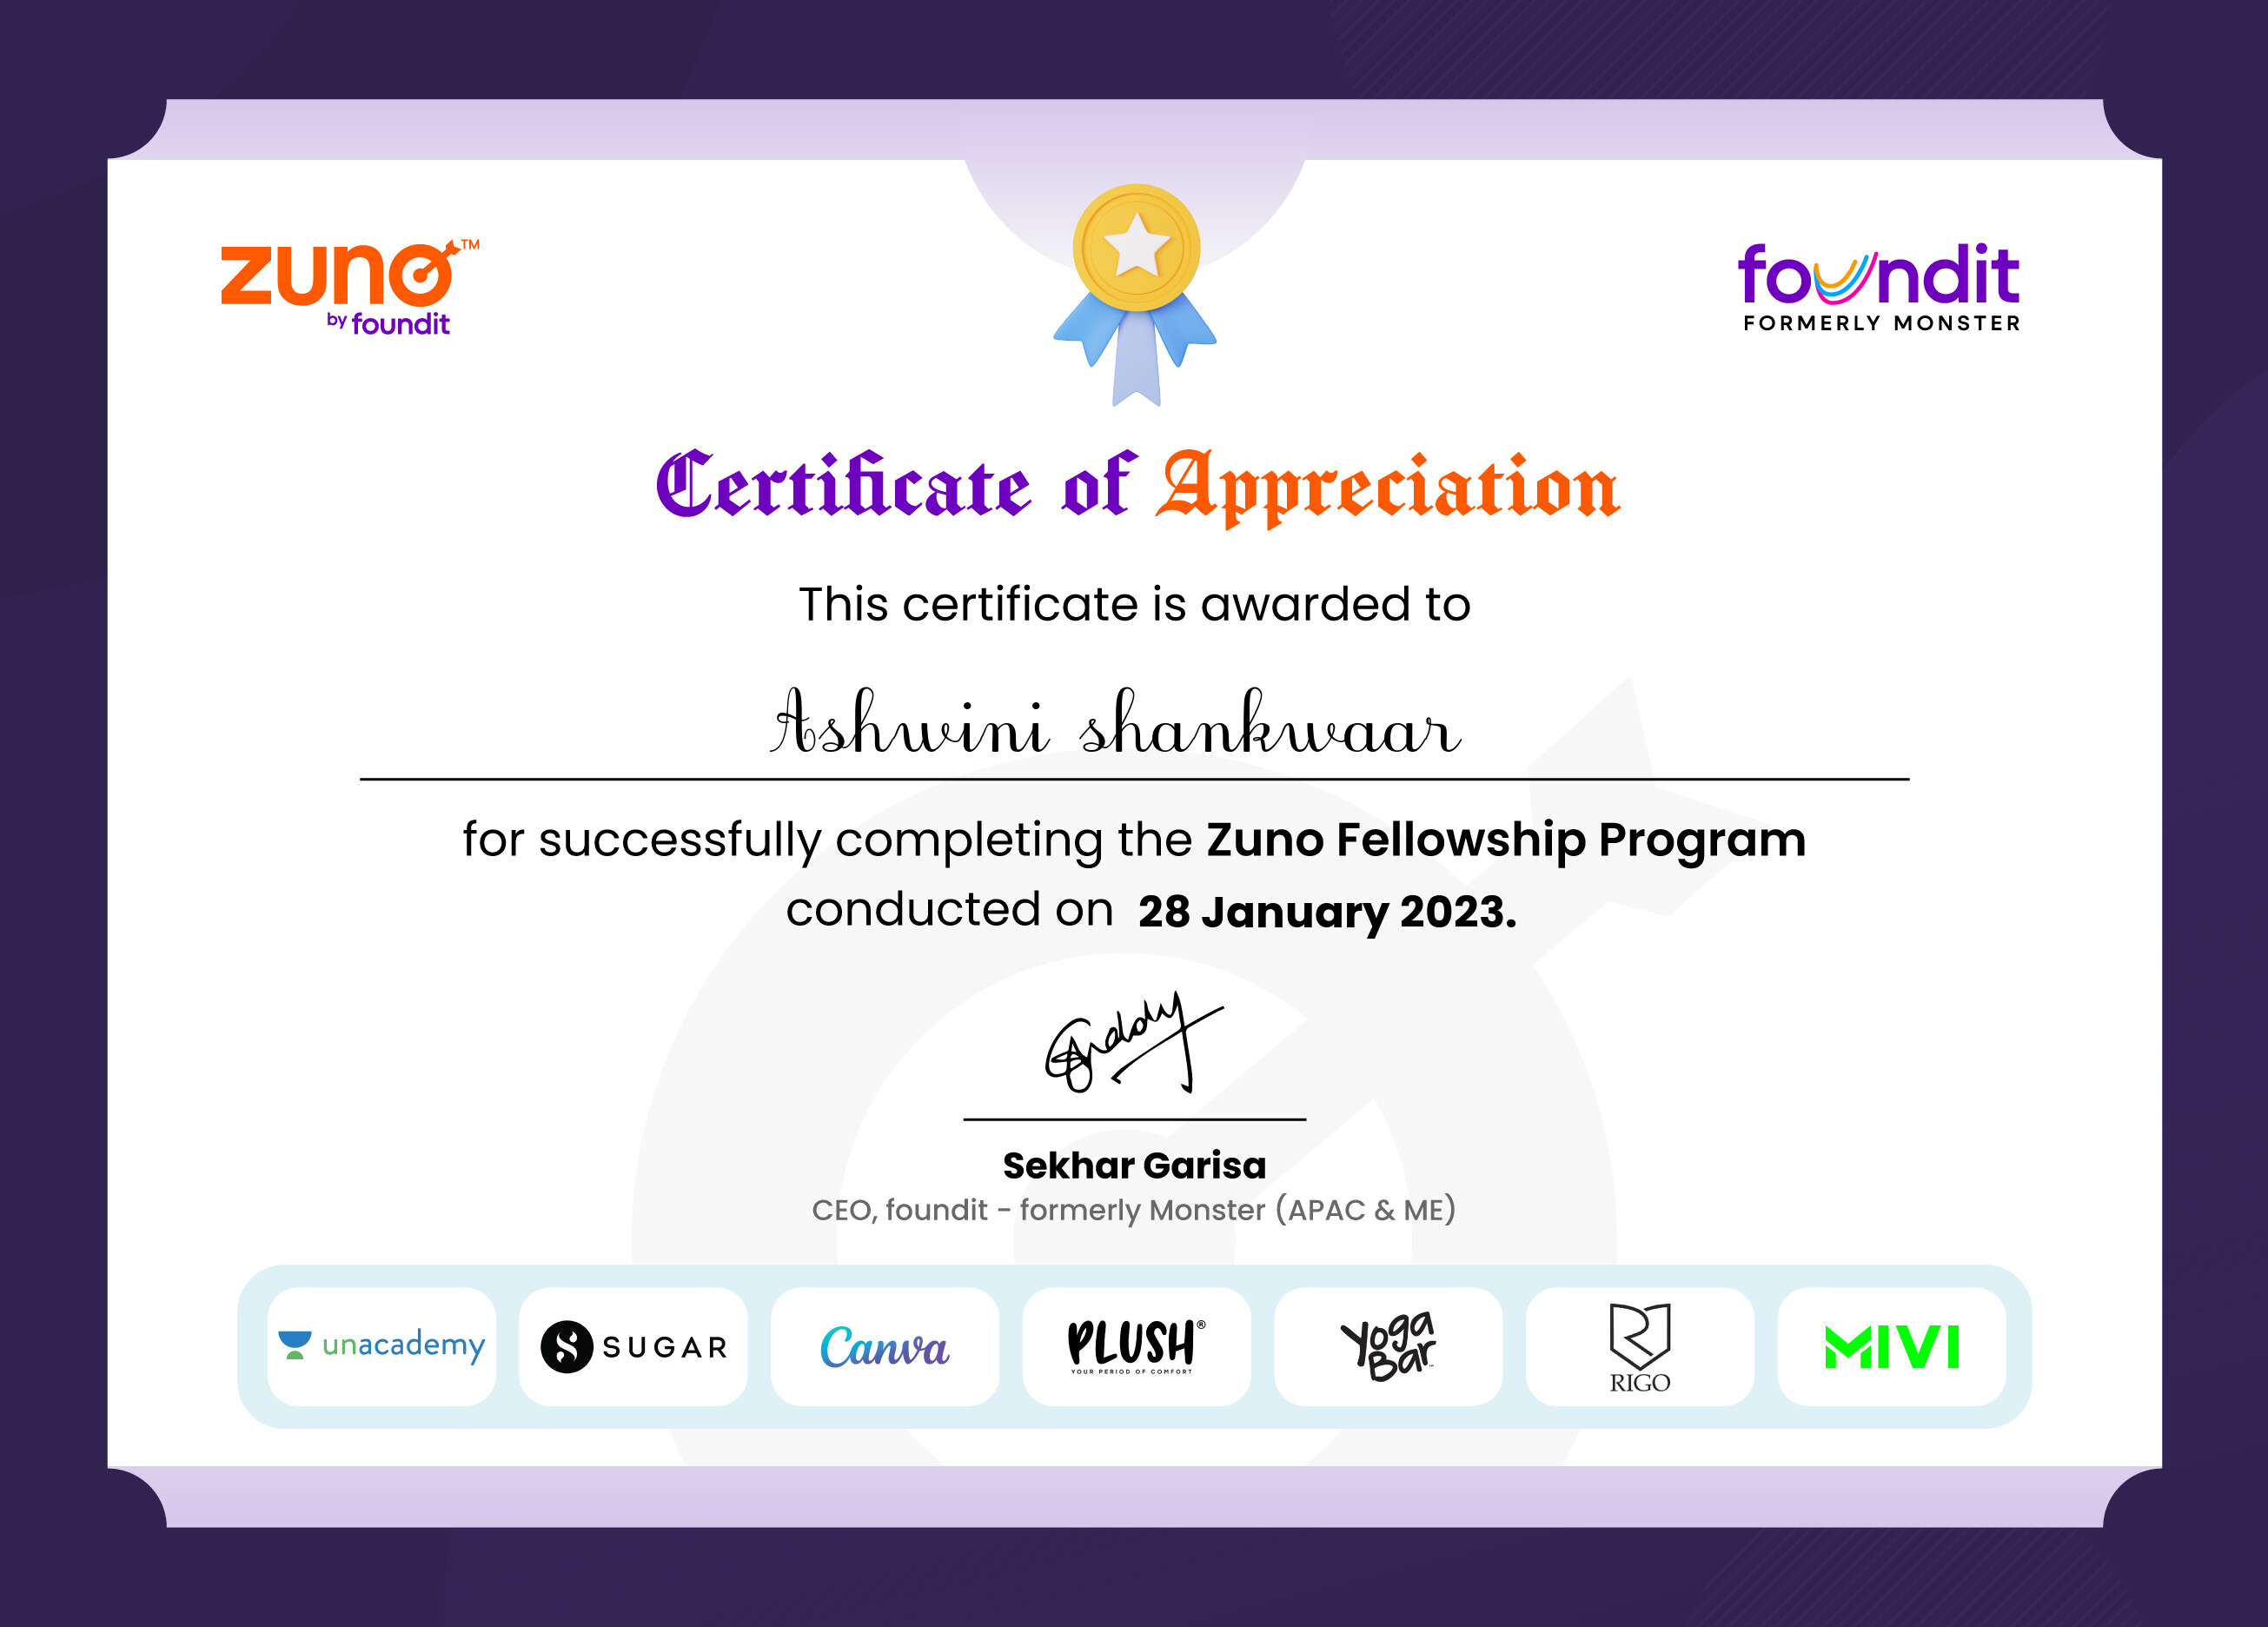 zuno™
by foundit
foundit
FORMERLY MONSTER
Certificate of Appreciation
This certificate is awarded to
Ashwini shankwaar
for successfully completing the Zuno Fellowship Program
conducted on 28 January 2023.
Sekhar Garisa
CEO, foundit - formerly Monster (APAC & ME)
unacademy
SUGAR
Canva
PLUSH®
YOUR PERIOD OF COMFORT
Yoga
Bar™
RIGO
MIVI